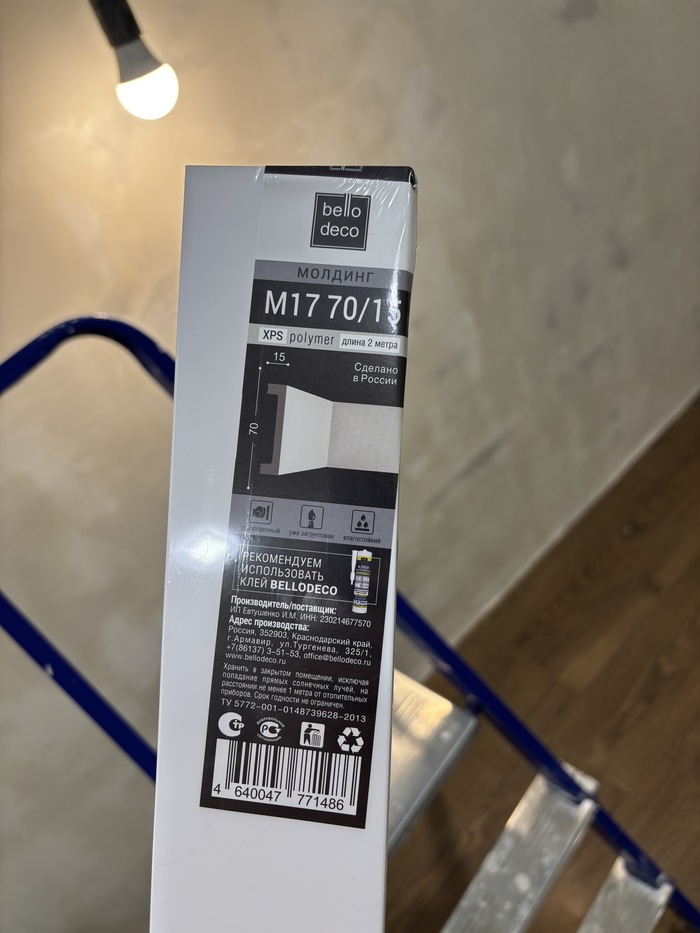 bello
deco
МОЛДИНГ
М17 70/15
XPS polymer длина 2 метра
15
Сделано
в России
70
уже загрунтован
влагостойкий
РЕКОМЕНДУЕМ
ИСПОЛЬЗОВАТЬ
КЛЕЙ BELLODECO
Производитель/поставщик:
ИП Евтушенко И.М. ИНН: 230214677570
Адрес производства:
Россия, 352903, Краснодарский край,
г.Армавир, ул.Тургенева, 325/1.
+7(86137) 3-51-53, office@bellodeco.ru
www.bellodeco.ru
Хранить в закрытом помещении, исключая
попадание прямых солнечных лучей, на
расстоянии не менее 1 метра от отопительных
приборов. Срок годности не ограничен.
ТУ 5772-001-0148739628-2013
4 640047 771486